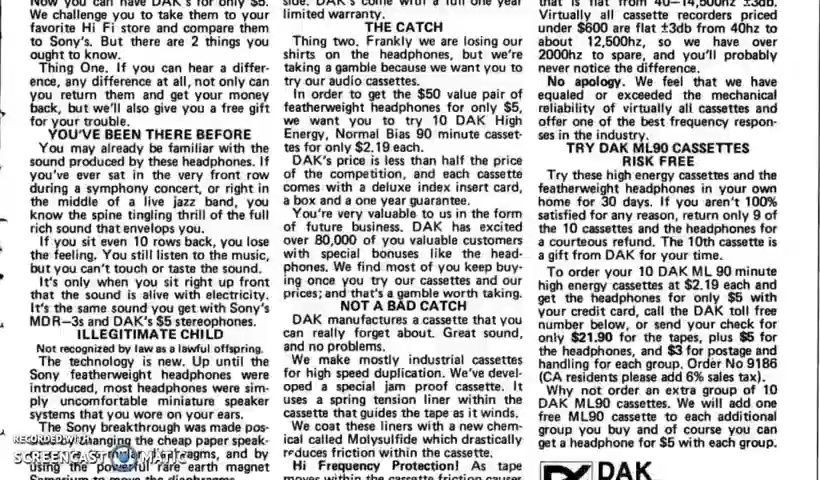 Now you can have DAK's for only $5.
We challenge you to take them to your
favorite Hi Fi store and compare them
to Sony's. But there are 2 things you
ought to know.
Thing One. If you can hear a differ-
ence, any difference at all, not only can
you return them and get your money
back, but we'll also give you a free gift
for your trouble.
YOU'VE BEEN THERE BEFORE
You may already be familiar with the
sound produced by these headphones. If
you've ever sat in the very front row
during a symphony concert, or right in
the middle of a live jazz band, you
know the spine tingling thrill of the full
rich sound that envelops you.
If you sit even 10 rows back, you lose
the feeling. You still listen to the music,
but you can't touch or taste the sound.
It's only when you sit right up front
that the sound is alive with electricity.
It's the same sound you get with Sony's
MDR—3s and DAK's $5 stereophones.
ILLEGITIMATE CHILD
Not recognized by law as a lawful offspring.
The technology is new. Up until the
Sony featherweight headphones were
introduced, most headphones were sim-
ply uncomfortable miniature speaker
systems that you wore on your ears.
The Sony breakthrough was made pos-
changing the cheap paper speak-
and by
using the powerful rare earth magnet
Samarium to move the diaphragms
side. DAK's come with a full one year
limited warranty.
THE CATCH
Thing two. Frankly we are losing our
shirts on the headphones, but we're
taking a gamble because we want you to
try our audio cassettes.
In order to get the $50 value pair of
featherweight headphones for only $5,
we want you to try 10 DAK High
Energy, Normal Bias 90 minute casset-
tes for only $2.19 each.
DAK's price is less than half the price
of the competition, and each cassette
comes with a deluxe index insert card,
a box and a one year guarantee.
You're very valuable to us in the form
of future business. DAK has excited
over 80,000 of you valuable customers
with special bonuses like the head-
phones. We find most of you keep buy-
ing once you try our cassettes and our
prices; and that's a gamble worth taking.
NOT A BAD CATCH
DAK manufactures a cassette that you
can really forget about. Great sound,
and no problems.
We make mostly industrial cassettes
for high speed duplication. We've devel-
oped a special jam proof cassette. It
uses a spring tension liner within the
cassette that guides the tape as it winds.
We coat these liners with a new chem-
ical called Molysulfide which drastically
reduces friction within the cassette.
Hi Frequency Protection! As tape
moves within the cassette friction causes
that is flat from 40—14,500hz ±3db.
Virtually all cassette recorders priced
under $600 are flat ±3db from 40hz to
about 12,500hz, so we have over
2000hz to spare, and you'll probably
never notice the difference.
No apology. We feel that we have
equaled or exceeded the mechanical
reliability of virtually all cassettes and
offer one of the best frequency respon-
ses in the industry.
TRY DAK ML90 CASSETTES
RISK FREE
Try these high energy cassettes and the
featherweight headphones in your own
home for 30 days. If you aren't 100%
satisfied for any reason, return only 9 of
the 10 cassettes and the headphones for
a courteous refund. The 10th cassette is
a gift from DAK for your time.
To order your 10 DAK ML 90 minute
high energy cassettes at $2.19 each and
get the headphones for only $5 with
your credit card, call the DAK toll free
number below, or send your check for
only $21.90 for the tapes, plus $5 for
the headphones, and $3 for postage and
handling for each group. Order No 9186
(CA residents please add 6% sales tax).
Why not order an extra group of 10
DAK ML90 cassettes. We will add one
free ML90 cassette to each additional
group you buy and of course you can
get a headphone for $5 with each group.
DAK
RECORDED WITH
SCREENCAST MATIC